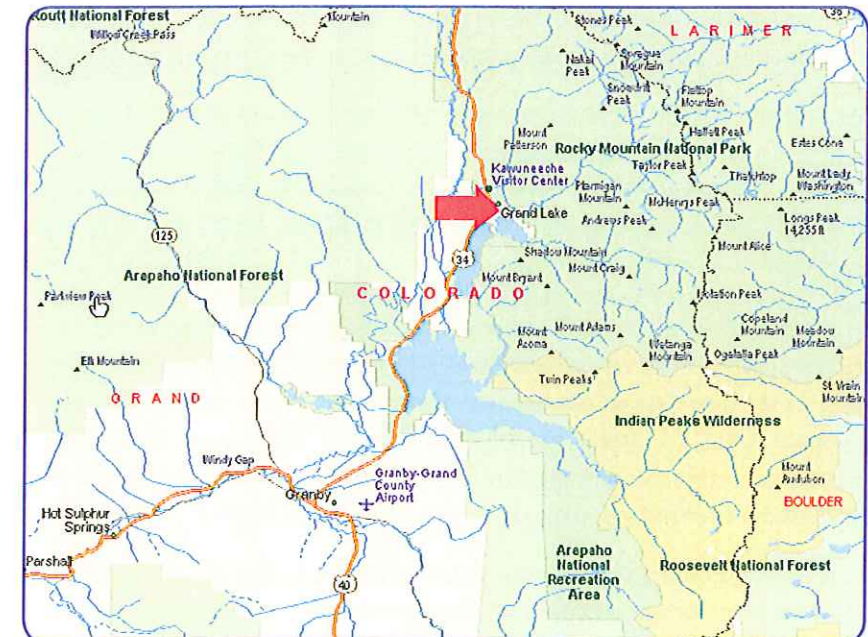 Routt National Forest
Willow Creek Pass
Mountain
Stones Peak
36
L A R I M E R
Nakai
Peak
Sprague
Mountain
Snowdrift
Peak
Flattop
Mountain
Mount
Patterson
Hallett Peak
Estes Cone
Rocky Mountain National Park
Taylor Peak
Thatchtop
Mount Lady
Washington
Kawuneeche
Visitor Center
Ptarmigan
Mountain
McHenrys Peak
Grand Lake
Andrews Peak
Longs Peak
14,255ft
125
34
Shadow Mountain
Mount Alice
Arapaho National Forest
Mount Bryant
Mount Craig
C O L O R A D O
Parkview Peak
Isolation Peak
Mount
Acoma
Mount Adams
Copeland
Mountain
Meadow
Mountain
Watanga
Mountain
Ogalalla Peak
Elk Mountain
Twin Peaks
St. Vrain
Mountain
G R A N D
Indian Peaks Wilderness
Windy Gap
Granby-Grand
County
Airport
Mount
Audubon
Granby
BOULDER
Hot Sulphur
Springs
Parshall
Arapaho
National
Recreation
Area
Roosevelt National Forest
40